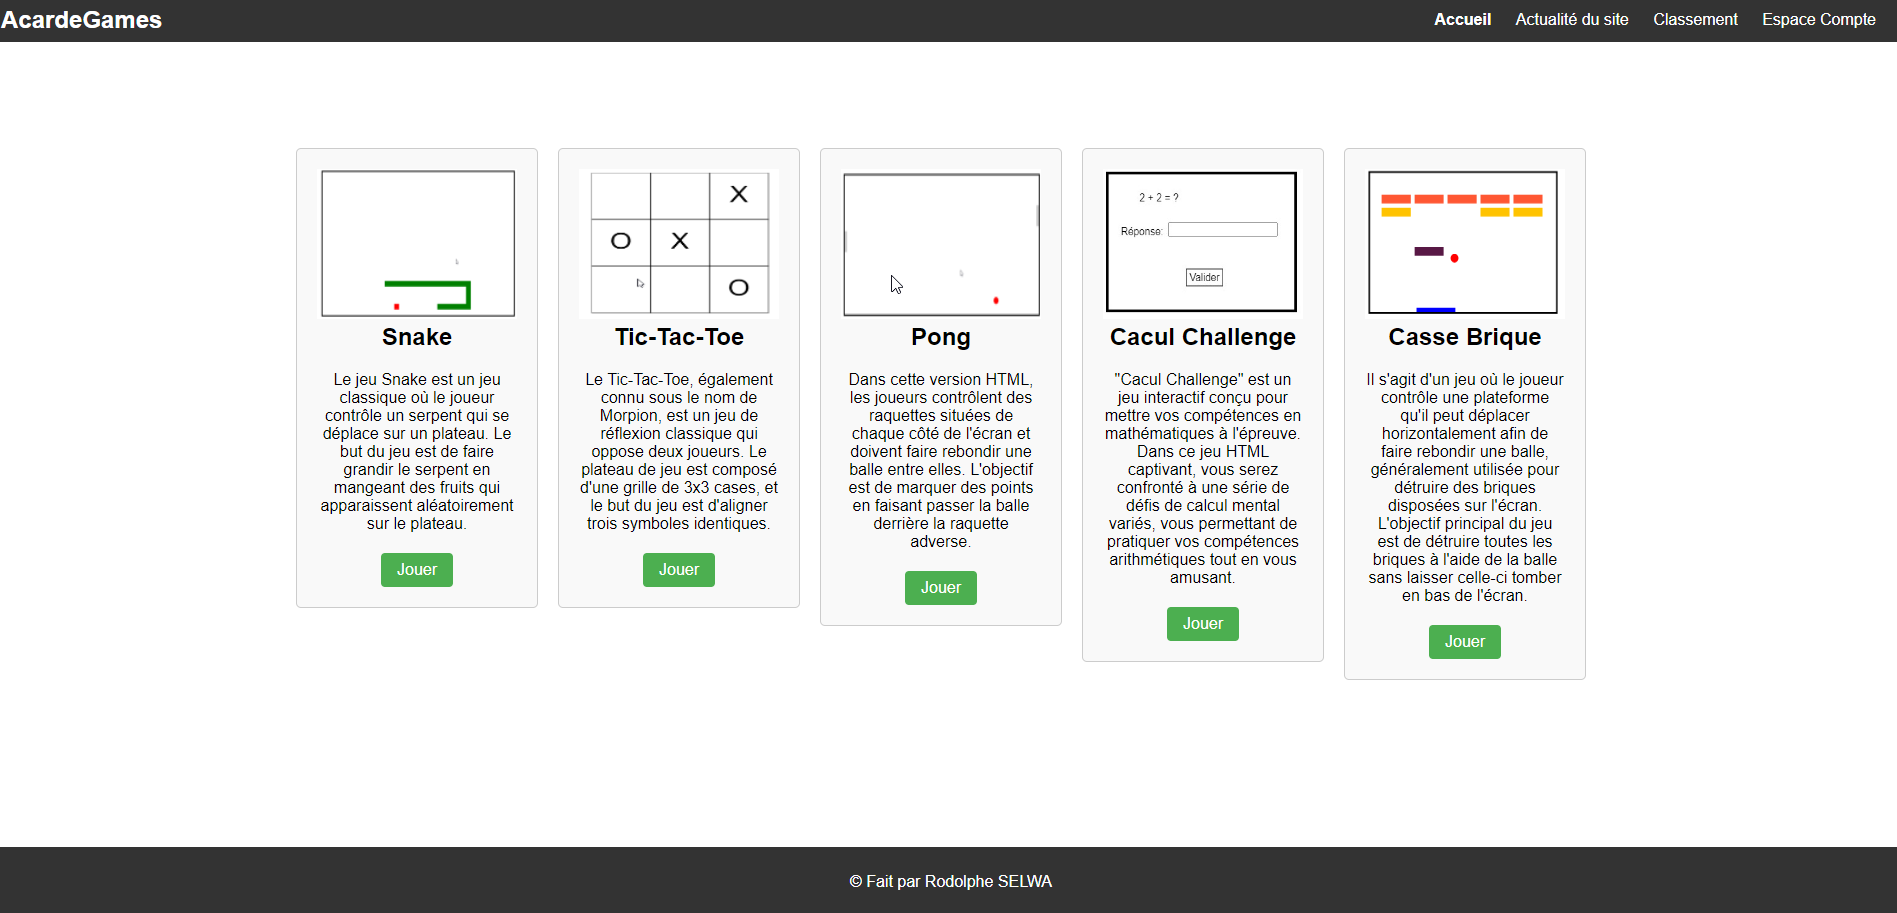 AcardeGames
Accueil
Actualité du site
Classement
Espace Compte
X
O
X
O
Snake
Le jeu Snake est un jeu
classique où le joueur
contrôle un serpent qui se
déplace sur un plateau. Le
but du jeu est de faire
grandir le serpent en
mangeant des fruits qui
apparaissent aléatoirement
sur le plateau.
Jouer
Tic-Tac-Toe
Le Tic-Tac-Toe, également
connu sous le nom de
Morpion, est un jeu de
réflexion classique qui
oppose deux joueurs. Le
plateau de jeu est composé
d'une grille de 3x3 cases, et
le but du jeu est d'aligner
trois symboles identiques.
Jouer
Pong
Dans cette version HTML,
les joueurs contrôlent des
raquettes situées de
chaque côté de l'écran et
doivent faire rebondir une
balle entre elles. L'objectif
est de marquer des points
en faisant passer la balle
derrière la raquette
adverse.
Jouer
2 + 2 = ?
Réponse:
Valider
Cacul Challenge
"Cacul Challenge" est un
jeu interactif conçu pour
mettre vos compétences en
mathématiques à l'épreuve.
Dans ce jeu HTML
captivant, vous serez
confronté à une série de
défis de calcul mental
variés, vous permettant de
pratiquer vos compétences
arithmétiques tout en vous
amusant.
Jouer
Casse Brique
Il s'agit d'un jeu où le joueur
contrôle une plateforme
qu'il peut déplacer
horizontalement afin de
faire rebondir une balle,
généralement utilisée pour
détruire des briques
disposées sur l'écran.
L'objectif principal du jeu
est de détruire toutes les
briques à l'aide de la balle
sans laisser celle-ci tomber
en bas de l'écran.
Jouer
© Fait par Rodolphe SELWA